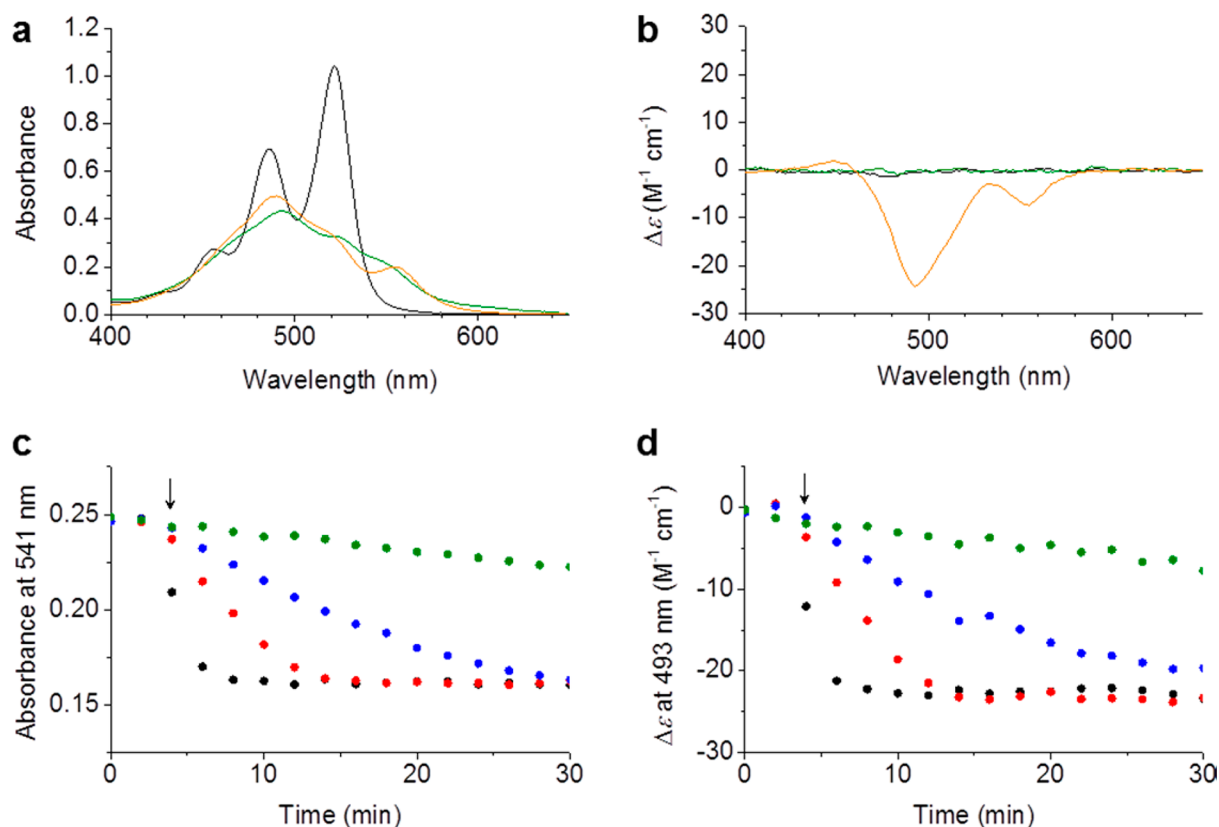 a
1.2
1.0
0.8
0.6
0.4
0.2
0.0
Absorbance
400
500
600
Wavelength (nm)
b
30
20
10
0
-10
-20
-30
Δε (M⁻¹ cm⁻¹)
400
500
600
Wavelength (nm)
c
0.25
0.20
0.15
Absorbance at 541 nm
0
10
20
30
Time (min)
d
0
-10
-20
-30
Δε at 493 nm (M⁻¹ cm⁻¹)
0
10
20
30
Time (min)